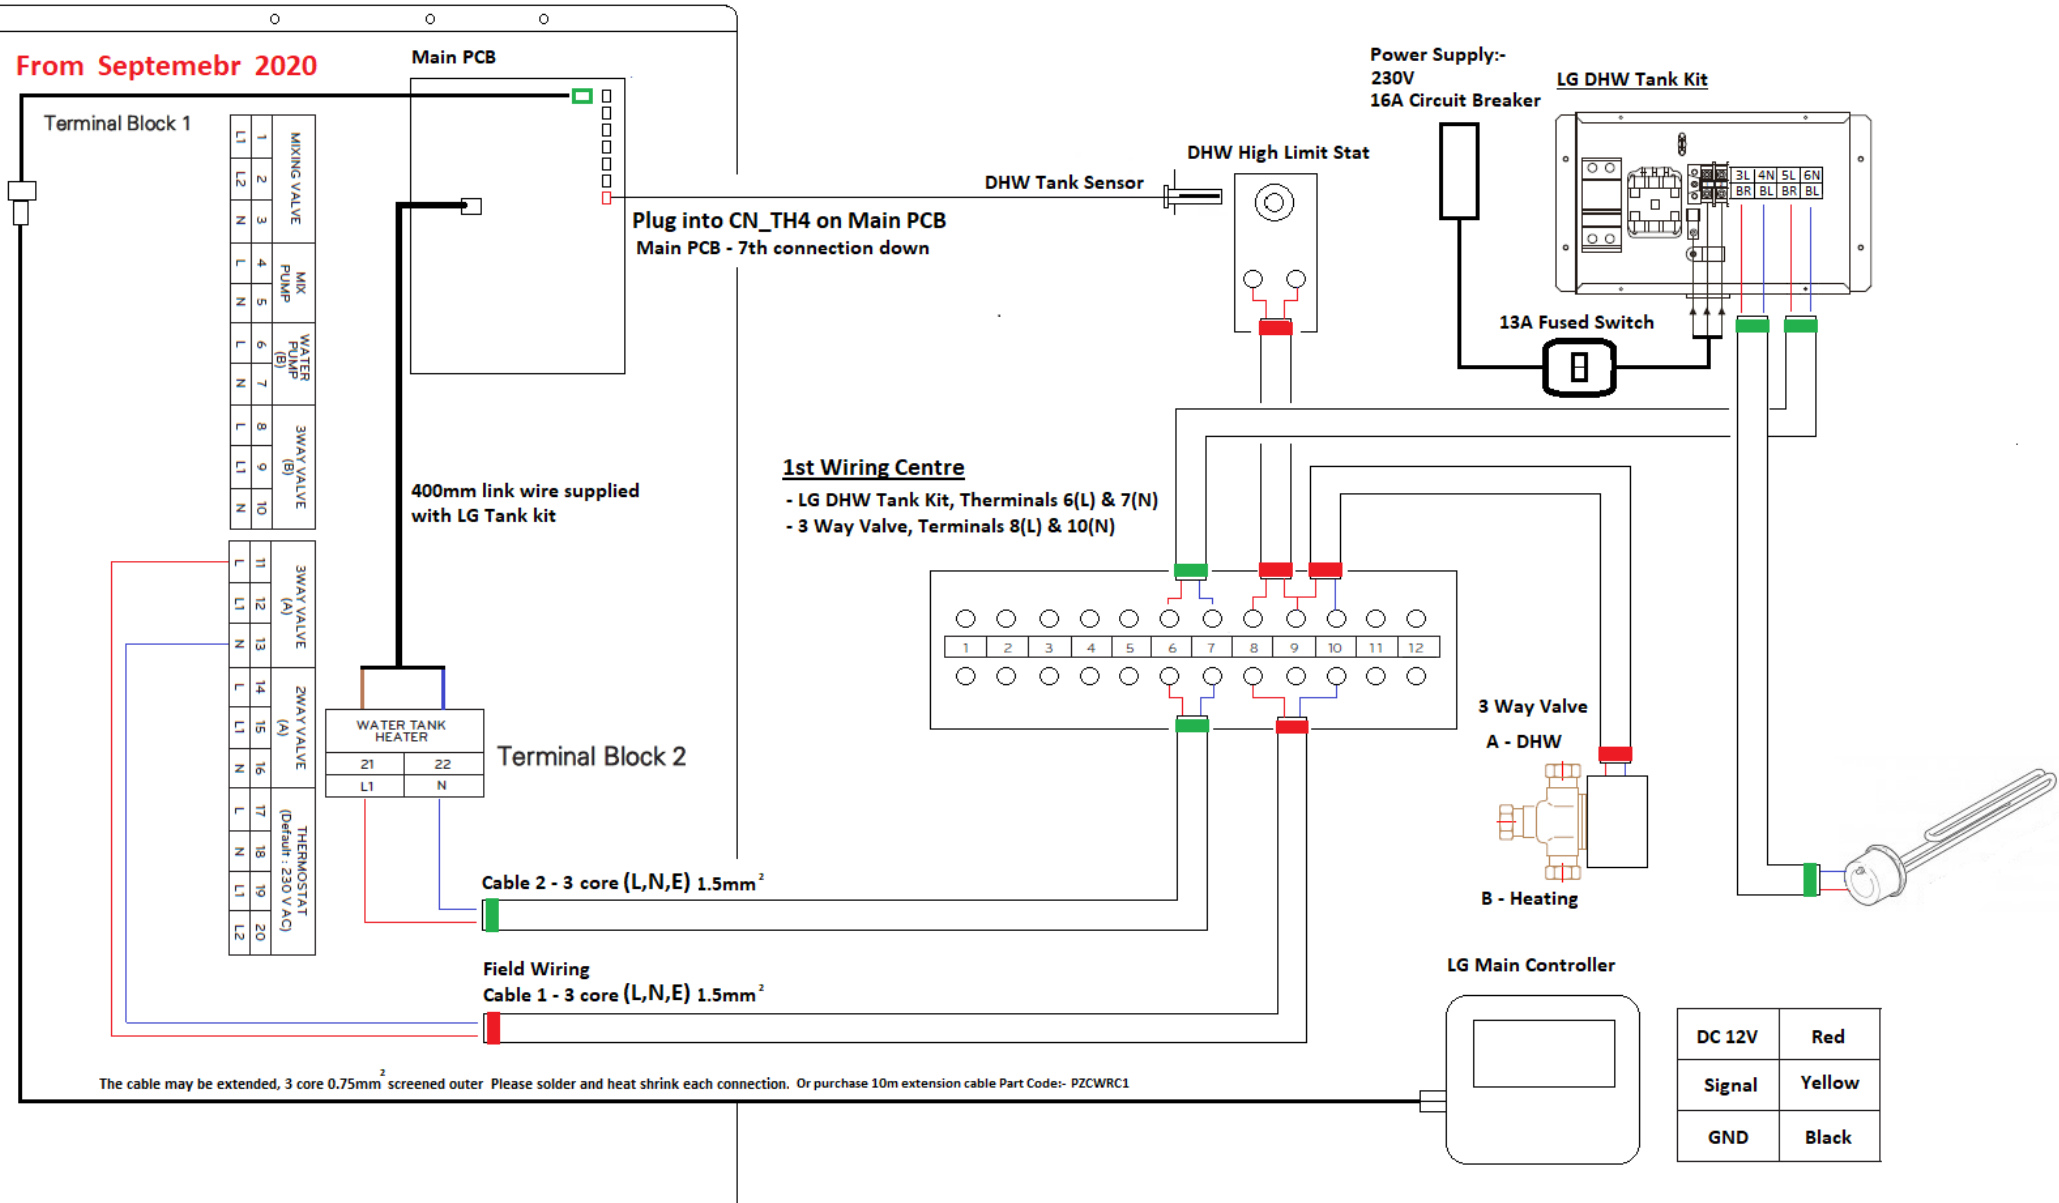 From Septemebr 2020
Main PCB
Terminal Block 1
L1 1 MIXING VALVE
L2 2
N 3
L 4 MIX PUMP
N 5
L 6 WATER PUMP (B)
N 7
L 8 3WAY VALVE (B)
L1 9
N 10
L 11 3WAY VALVE (A)
L1 12
N 13
L 14 2WAY VALVE (A)
L1 15
N 16
L 17 THERMOSTAT (Default : 230 V AC)
N 18
L1 19
L2 20
DHW Tank Sensor
Plug into CN_TH4 on Main PCB
Main PCB - 7th connection down
DHW High Limit Stat
Power Supply:-
230V
16A Circuit Breaker
LG DHW Tank Kit
3L 4N 5L 6N
BR BL BR BL
13A Fused Switch
400mm link wire supplied
with LG Tank kit
1st Wiring Centre
- LG DHW Tank Kit, Therminals 6(L) & 7(N)
- 3 Way Valve, Terminals 8(L) & 10(N)
1 2 3 4 5 6 7 8 9 10 11 12
WATER TANK
HEATER
21 22
L1 N
Terminal Block 2
3 Way Valve
A - DHW
B - Heating
Cable 2 - 3 core (L,N,E) 1.5mm²
Field Wiring
Cable 1 - 3 core (L,N,E) 1.5mm²
The cable may be extended, 3 core 0.75mm² screened outer Please solder and heat shrink each connection. Or purchase 10m extension cable Part Code:- PZCWRC1
LG Main Controller
DC 12V Red
Signal Yellow
GND Black